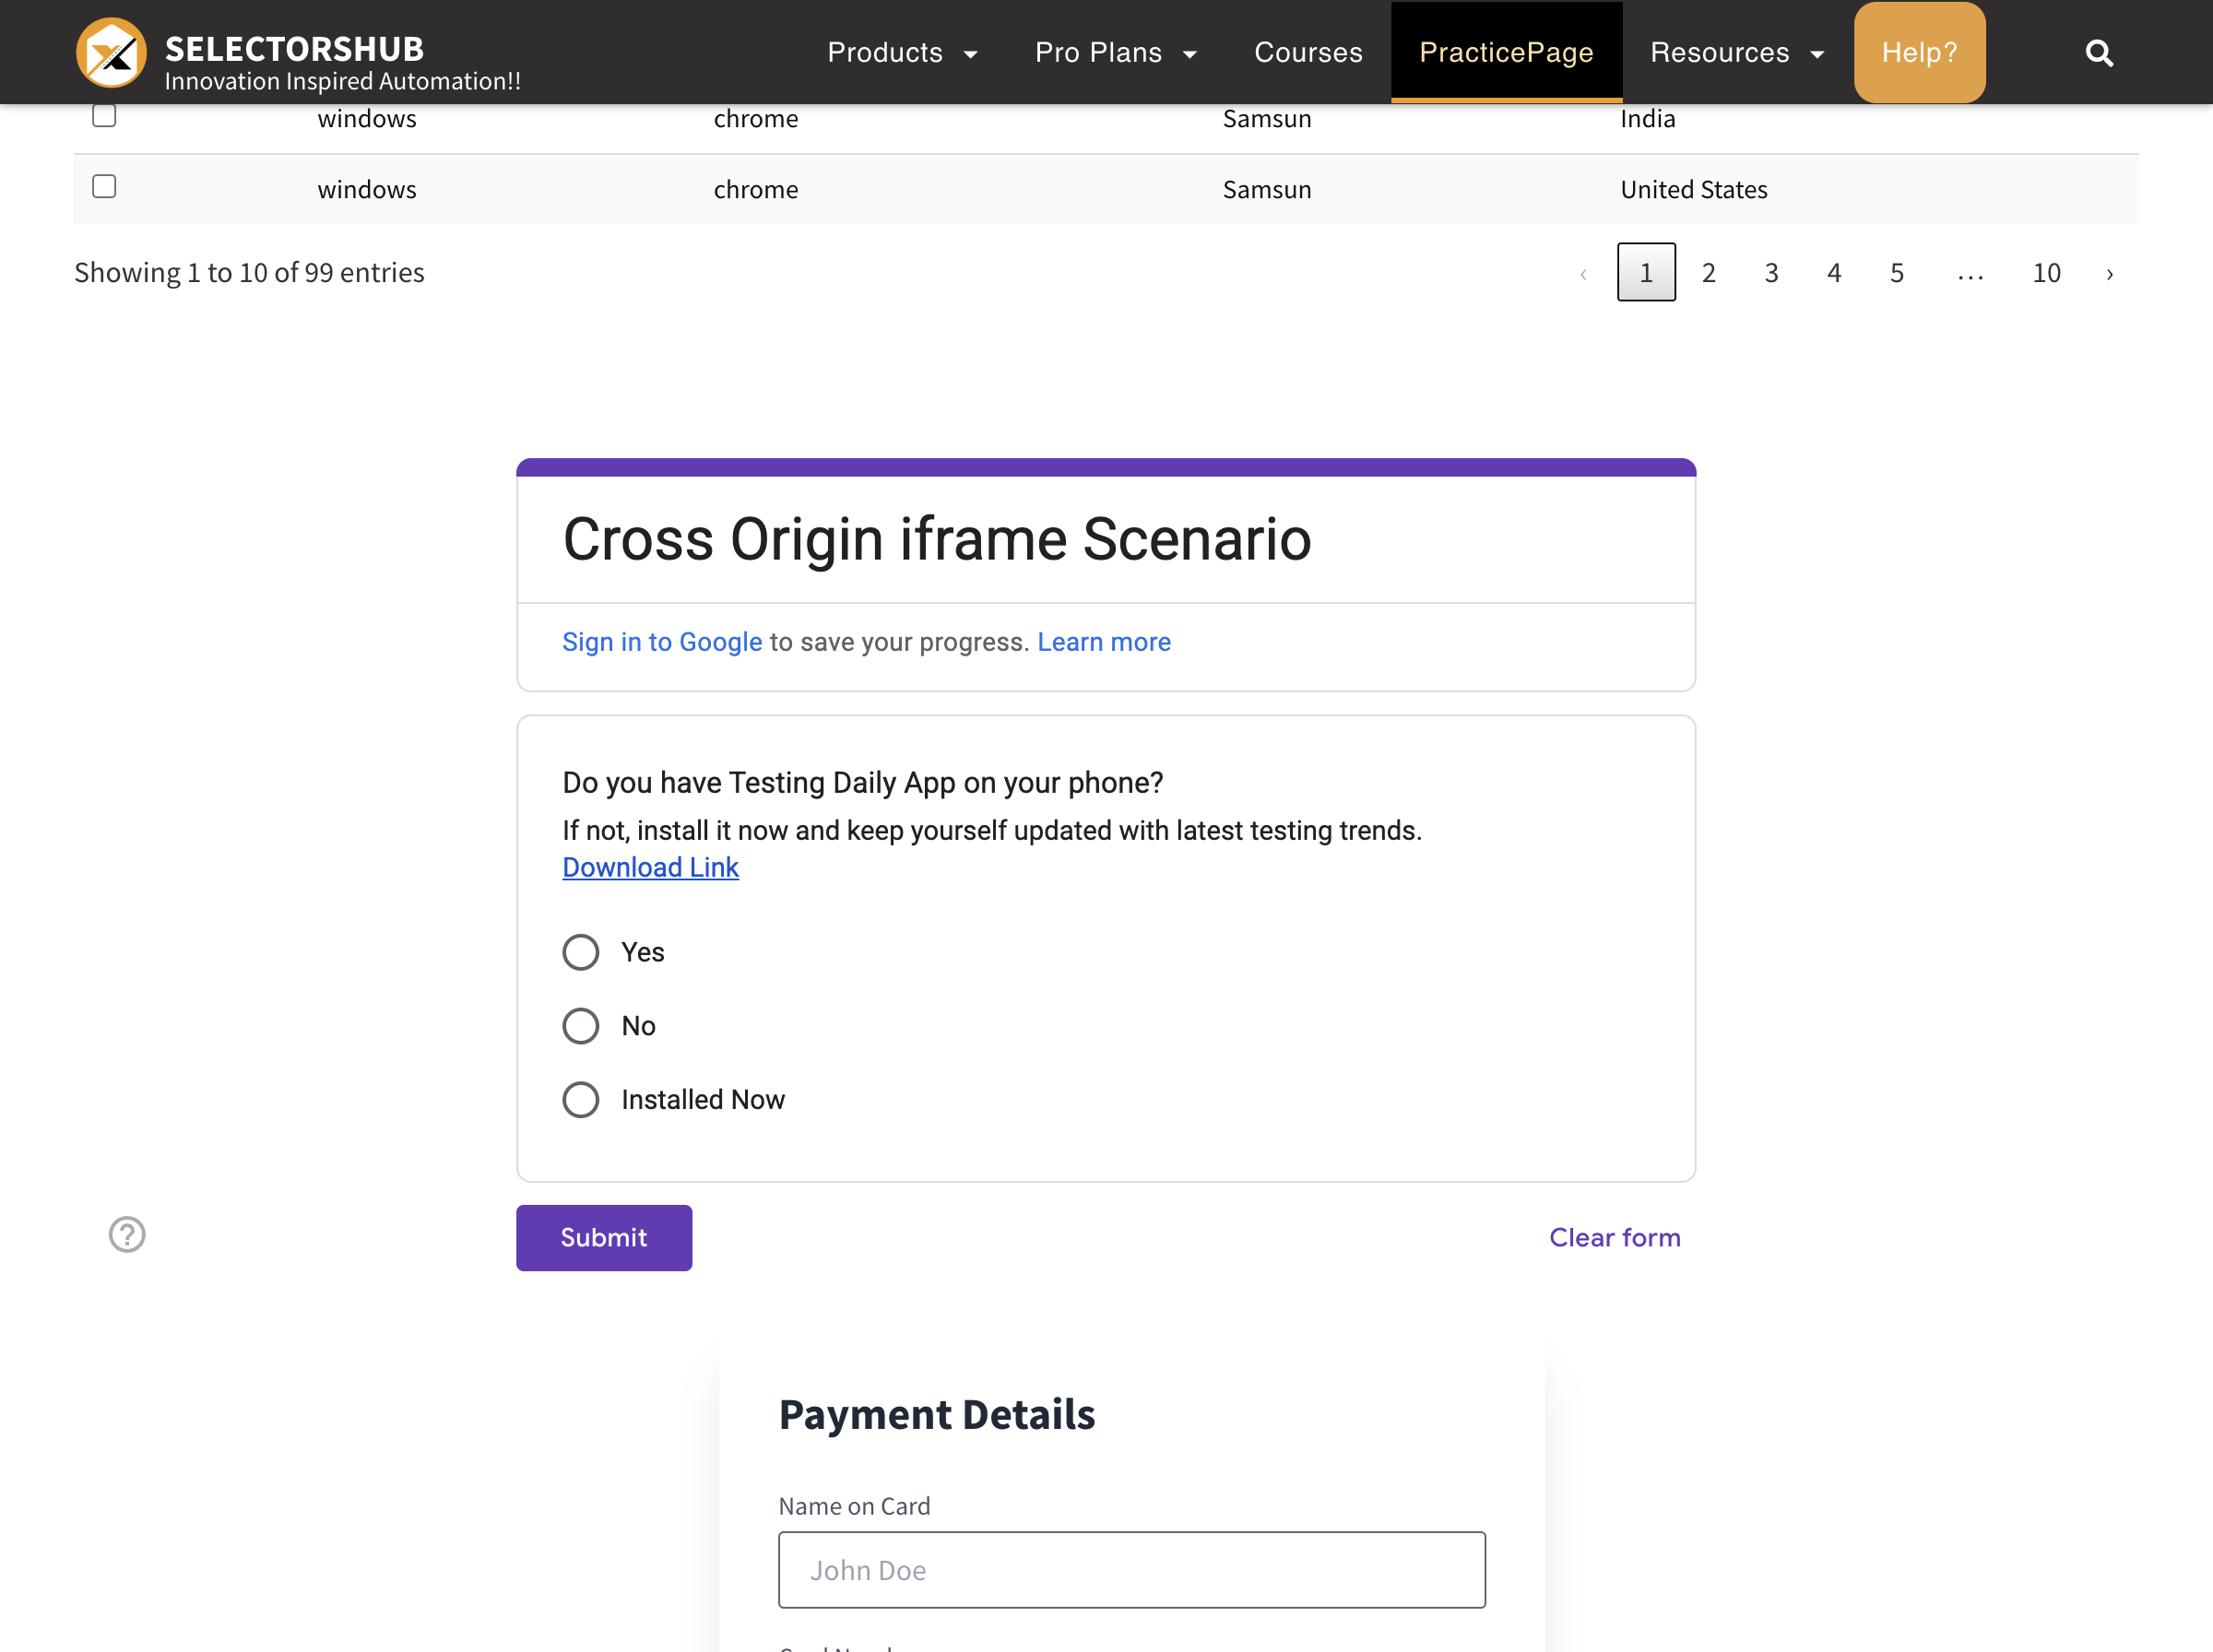 SELECTORSHUB
Innovation Inspired Automation!!
Products Pro Plans Courses PracticePage Resources Help?
windows chrome Samsun India
windows chrome Samsun United States
Showing 1 to 10 of 99 entries
‹ 1 2 3 4 5 … 10 ›
Cross Origin iframe Scenario
Sign in to Google to save your progress. Learn more
Do you have Testing Daily App on your phone?
If not, install it now and keep yourself updated with latest testing trends.
Download Link
Yes
No
Installed Now
Submit Clear form
Payment Details
Name on Card
John Doe